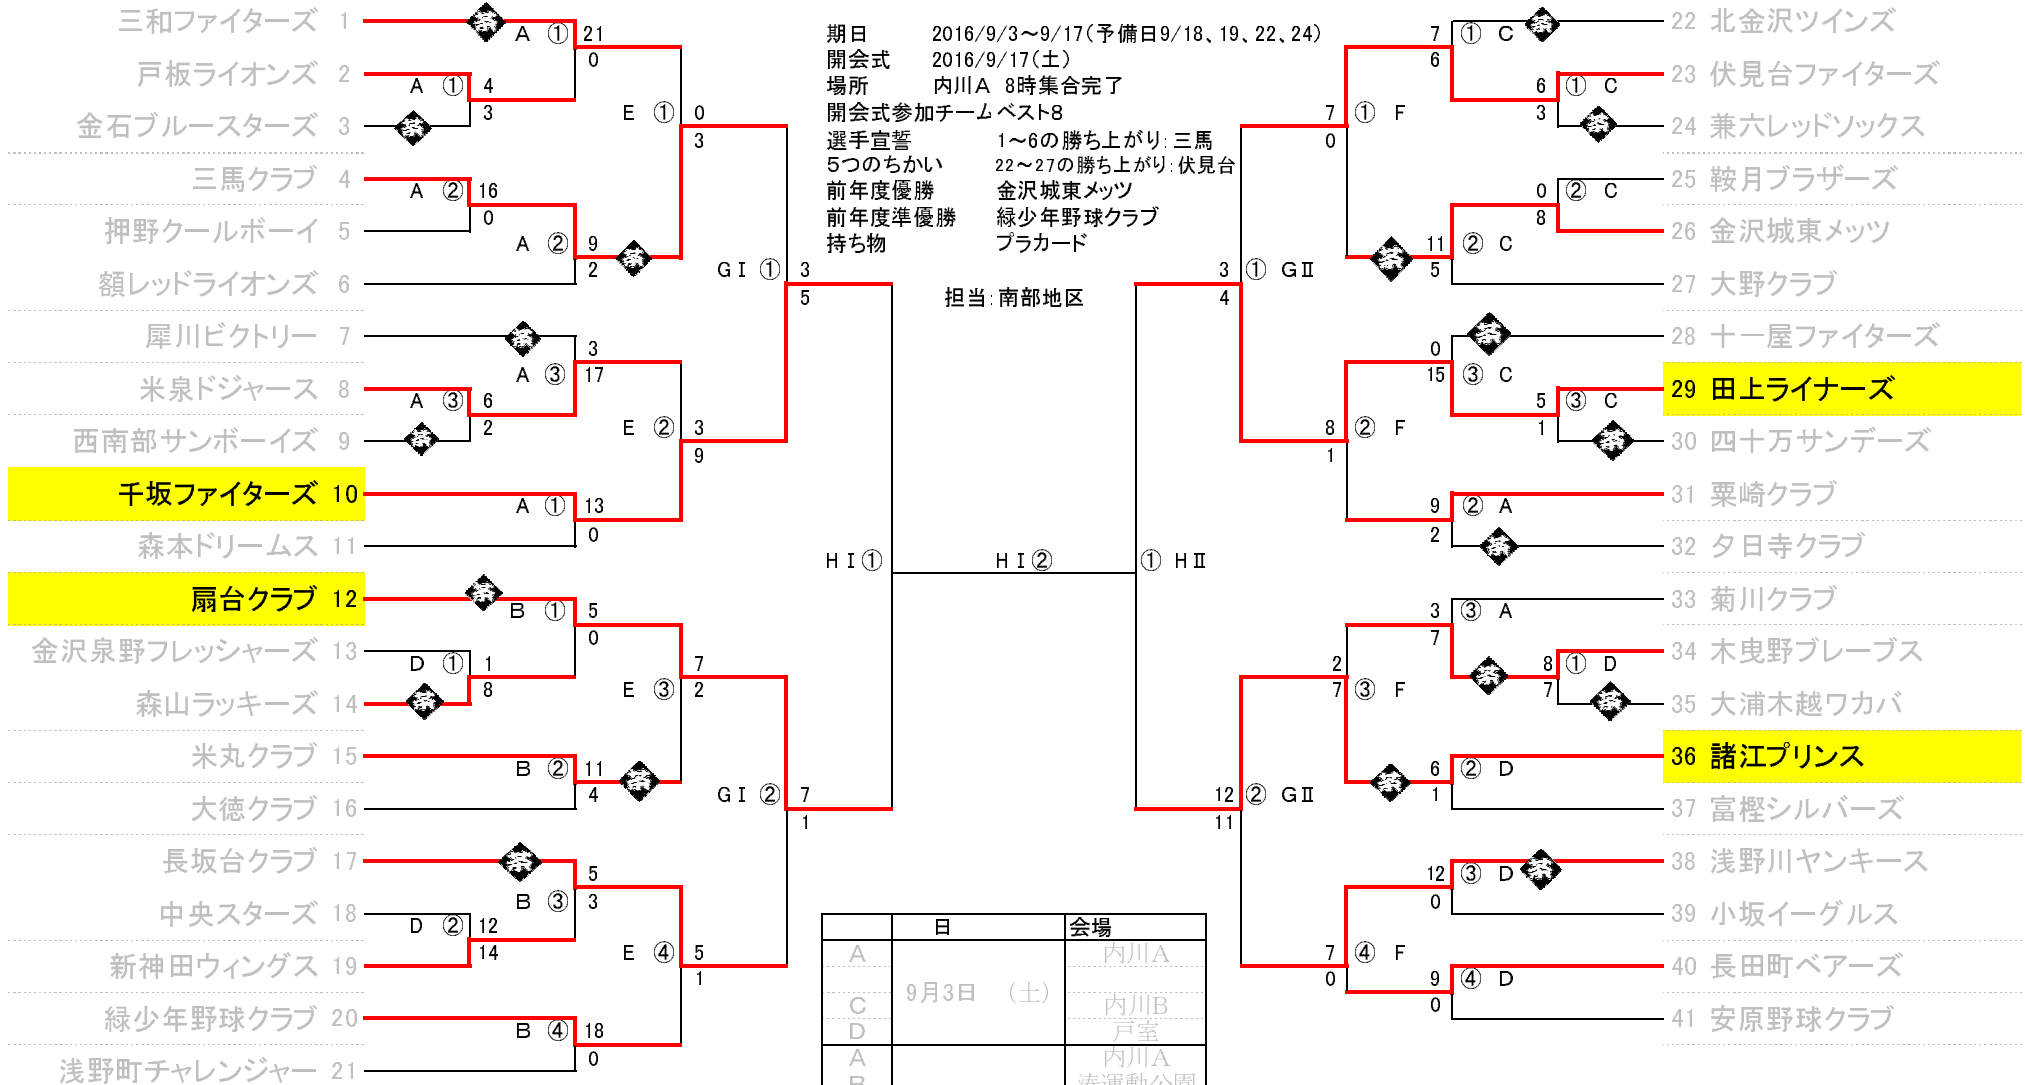 三和ファイターズ 1
戸板ライオンズ 2
金石ブルースターズ 3
三馬クラブ 4
押野クールボーイ 5
額レッドライオンズ 6
犀川ビクトリー 7
米泉ドジャース 8
西南部サンボーイズ 9
千坂ファイターズ 10
森本ドリームス 11
扇台クラブ 12
金沢泉野フレッシャーズ 13
森山ラッキーズ 14
米丸クラブ 15
大徳クラブ 16
長坂台クラブ 17
中央スターズ 18
新神田ウィングス 19
緑少年野球クラブ 20
浅野町チャレンジャー 21
A ① 21
0
A ① 4
3
A ② 16
0
A ② 9
2
3
A ③ 17
A ③ 6
2
A ① 13
0
B ① 5
0
D ① 1
8
B ② 11
4
5
B ③ 3
D ② 12
14
B ④ 18
0
E ① 0
3
E ② 3
9
7
E ③ 2
E ④ 5
1
GⅠ ① 3
5
GⅠ ② 7
1
HⅠ①
HⅠ②
① HⅡ
期日 2016/9/3～9/17(予備日9/18、19、22、24)
開会式 2016/9/17(土)
場所 内川A 8時集合完了
開会式参加チームベスト8
選手宣誓 1～6の勝ち上がり:三馬
5つのちかい 22～27の勝ち上がり:伏見台
前年度優勝 金沢城東メッツ
前年度準優勝 緑少年野球クラブ
持ち物 プラカード
担当:南部地区
3 ① GⅡ
4
12 ② GⅡ
11
7 ① F
0
8 ② F
1
2
7 ③ F
7 ④ F
0
7 ① C
6
6 ① C
3
0 ② C
8
11 ② C
5
0
15 ③ C
5 ③ C
1
9 ② A
2
3 ③ A
7
8 ① D
7
6 ② D
1
12 ③ D
0
9 ④ D
0
22 北金沢ツインズ
23 伏見台ファイターズ
24 兼六レッドソックス
25 鞍月ブラザーズ
26 金沢城東メッツ
27 大野クラブ
28 十一屋ファイターズ
29 田上ライナーズ
30 四十万サンデーズ
31 粟崎クラブ
32 夕日寺クラブ
33 菊川クラブ
34 木曳野ブレーブス
35 大浦木越ワカバ
36 諸江プリンス
37 富樫シルバーズ
38 浅野川ヤンキース
39 小坂イーグルス
40 長田町ベアーズ
41 安原野球クラブ
日 会場
A 内川A
9月3日 (土)
C 内川B
D 戸室
A 内川A
B 湊運動公園